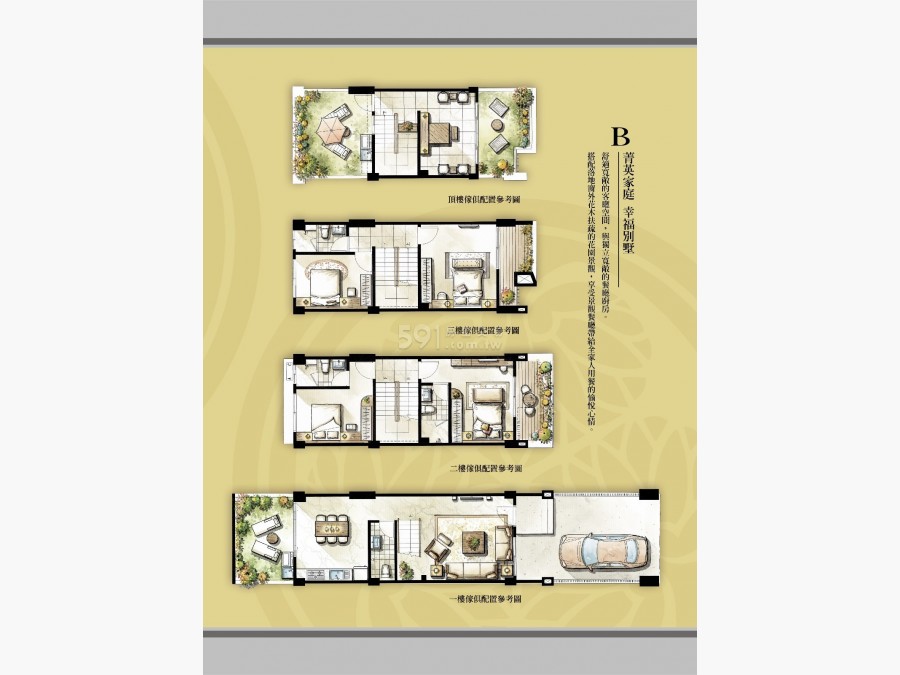 B
菁英家庭 幸福別墅
舒適寬敞的客廳空間，與獨立寬敞的餐廳廚房。
搭配落地窗外花木扶疏的花園景觀，享受景觀餐廳帶給全家人用餐的愉悅心情。
頂樓傢俱配置參考圖
三樓傢俱配置參考圖
591.com.tw
二樓傢俱配置參考圖
一樓傢俱配置參考圖